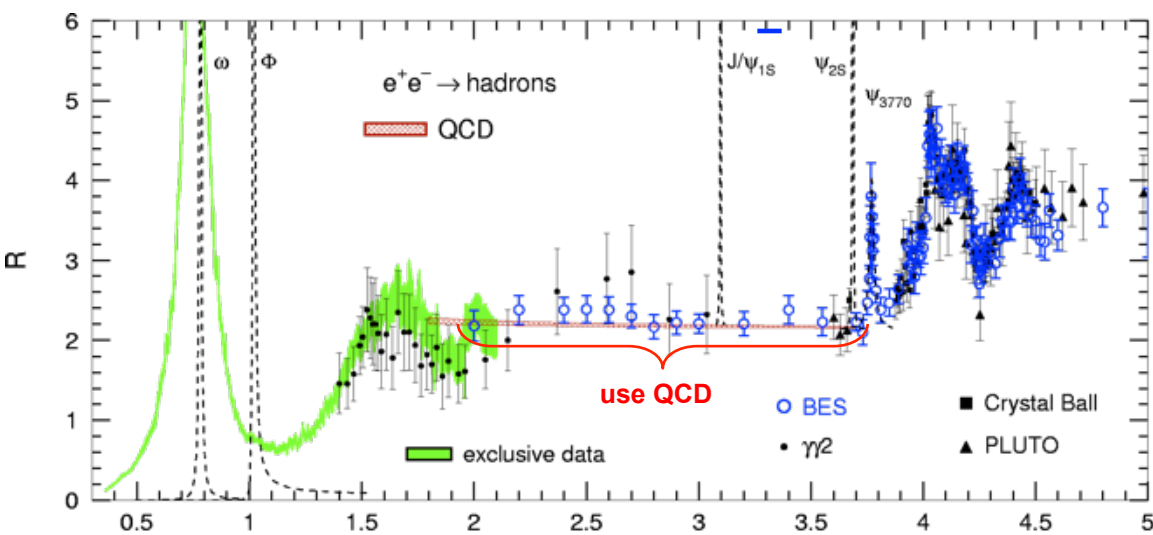 6
5
4
3
2
1
0
R
ω
Φ
e⁺e⁻ → hadrons
QCD
J/ψ₁S
ψ₂S
ψ₃₇₇₀
use QCD
BES
Crystal Ball
γγ2
PLUTO
exclusive data
0.5 1 1.5 2 2.5 3 3.5 4 4.5 5